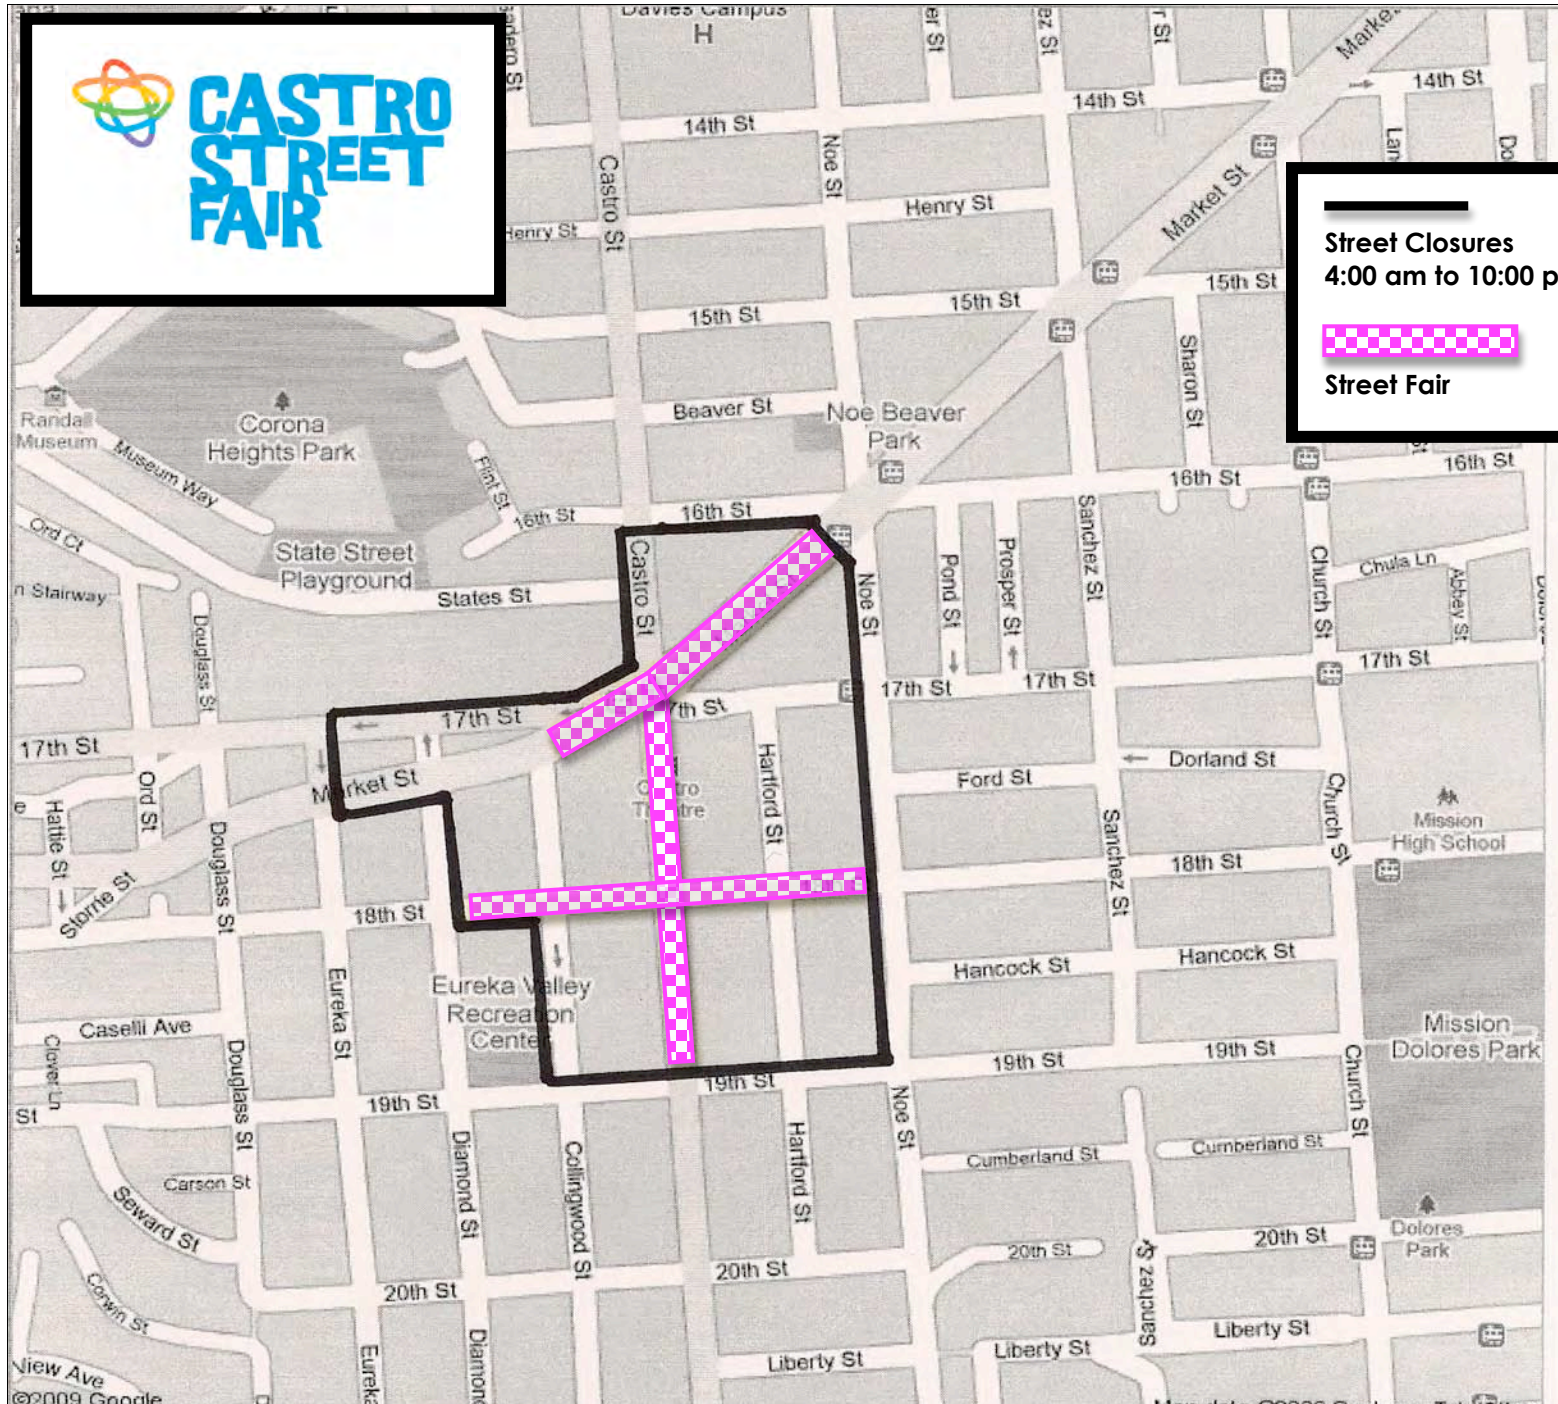 Davies Campus
H
CASTRO
STREET
FAIR
Market
14th St
14th St
14th St
Castro St
Noe St
Henry St
Henry St
Market St
Street Closures
4:00 am to 10:00 p
Street Fair
15th St
15th St
15th St
Sharon St
Beaver St
Noe Beaver
Park
Randall
Museum
Corona
Heights Park
Museum Way
Flint St
16th St
16th St
16th St
16th St
Ord Ct
State Street
Playground
States St
n Stairway
Douglass St
Castro St
Noe St
Pond St
Prosper St
Sanchez St
Church St
Chula Ln
Abbey St
17th St
17th St
17th St
17th St
7th St
17th St
Market St
Ord St
Hattie St
Storrie St
Douglass St
Hartford St
Castro
Theatre
Ford St
Dorland St
Sanchez St
Church St
Mission
High School
18th St
18th St
Eureka Valley
Recreation
Center
Hancock St
Hancock St
Eureka St
Caselli Ave
Clover Ln
Douglass St
Mission
Dolores Park
19th St
19th St
19th St
19th St
St
Noe St
Church St
Diamond St
Collingwood St
Hartford St
Cumberland St
Cumberland St
Carson St
Seward St
Corwin St
Dolores
Park
20th St
20th St
20th St
20th St
Sanchez St
Liberty St
Liberty St
Liberty St
Eureka
Diamond
View Ave
©2009 Google